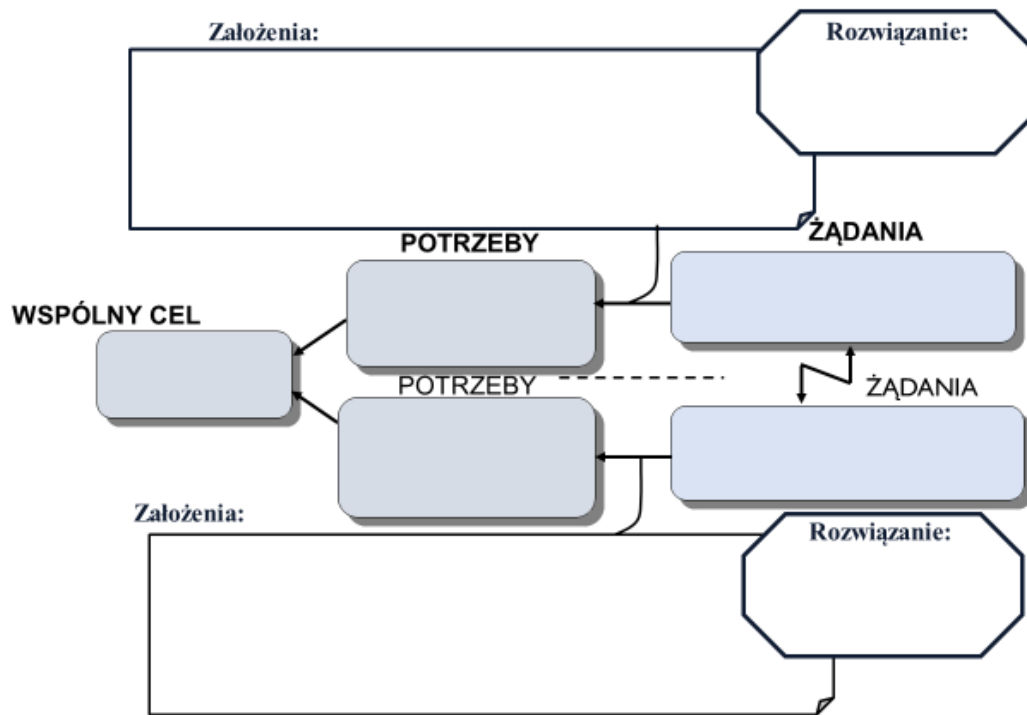 Założenia:
Rozwiązanie:
POTRZEBY
ŻĄDANIA
WSPÓLNY CEL
POTRZEBY
ŻĄDANIA
Założenia:
Rozwiązanie: